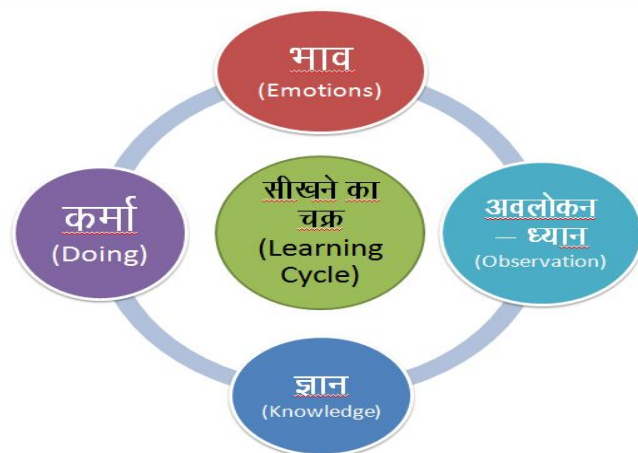 भाव
(Emotions)
कर्मा
(Doing)
सीखने का
चक्र
(Learning
Cycle)
अवलोकन
– ध्यान
(Observation)
ज्ञान
(Knowledge)